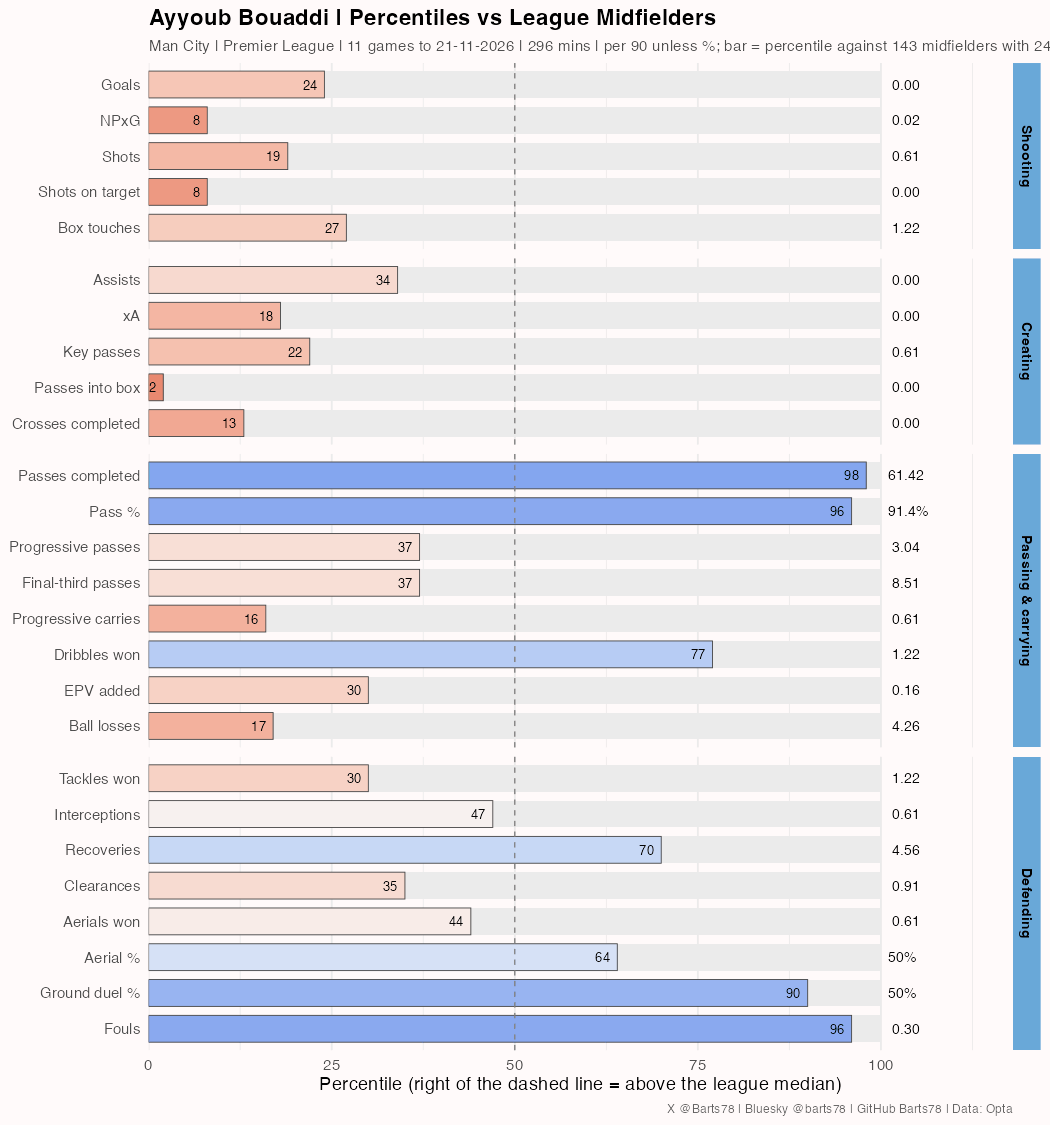 Ayyoub Bouaddi | Percentiles vs League Midfielders
Man City | Premier League | 11 games to 21-11-2026 | 296 mins | per 90 unless %; bar = percentile against 143 midfielders with 24
Goals 24 0.00
NPxG 8 0.02
Shots 19 0.61
Shots on target 8 0.00
Box touches 27 1.22
Shooting
Assists 34 0.00
xA 18 0.00
Key passes 22 0.61
Passes into box 2 0.00
Crosses completed 13 0.00
Creating
Passes completed 98 61.42
Pass % 96 91.4%
Progressive passes 37 3.04
Final-third passes 37 8.51
Progressive carries 16 0.61
Dribbles won 77 1.22
EPV added 30 0.16
Ball losses 17 4.26
Passing & carrying
Tackles won 30 1.22
Interceptions 47 0.61
Recoveries 70 4.56
Clearances 35 0.91
Aerials won 44 0.61
Aerial % 64 50%
Ground duel % 90 50%
Fouls 96 0.30
Defending
0 25 50 75 100
Percentile (right of the dashed line = above the league median)
X @Barts78 | Bluesky @barts78 | GitHub Barts78 | Data: Opta